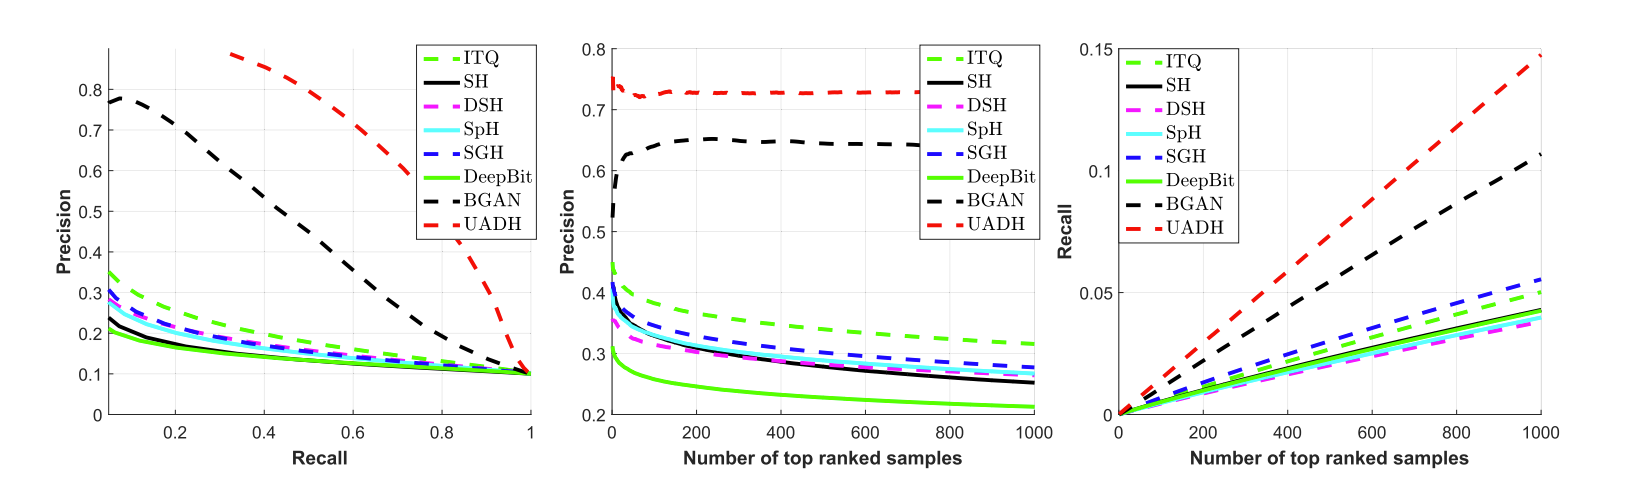 Precision
0.8
0.7
0.6
0.5
0.4
0.3
0.2
0.1
0
0.2
0.4
0.6
0.8
1
Recall
ITQ
SH
DSH
SpH
SGH
DeepBit
BGAN
UADH
Precision
0.8
0.7
0.6
0.5
0.4
0.3
0.2
0
200
400
600
800
1000
Number of top ranked samples
ITQ
SH
DSH
SpH
SGH
DeepBit
BGAN
UADH
Recall
0.15
0.1
0.05
0
0
200
400
600
800
1000
Number of top ranked samples
ITQ
SH
DSH
SpH
SGH
DeepBit
BGAN
UADH